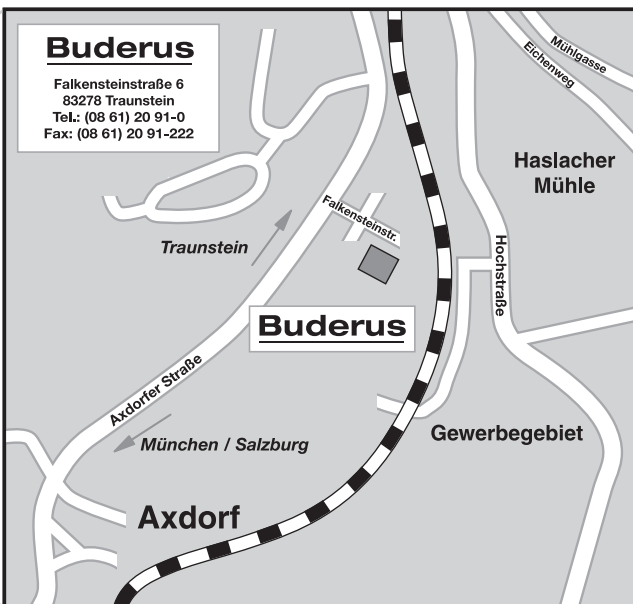 Buderus
Falkensteinstraße 6
83278 Traunstein
Tel.: (08 61) 20 91-0
Fax: (08 61) 20 91-222
Mühlgasse
Eichenweg
Haslacher
Mühle
Falkensteinstr.
Traunstein
Hochstraße
Buderus
Axdorfer Straße
München / Salzburg
Gewerbegebiet
Axdorf